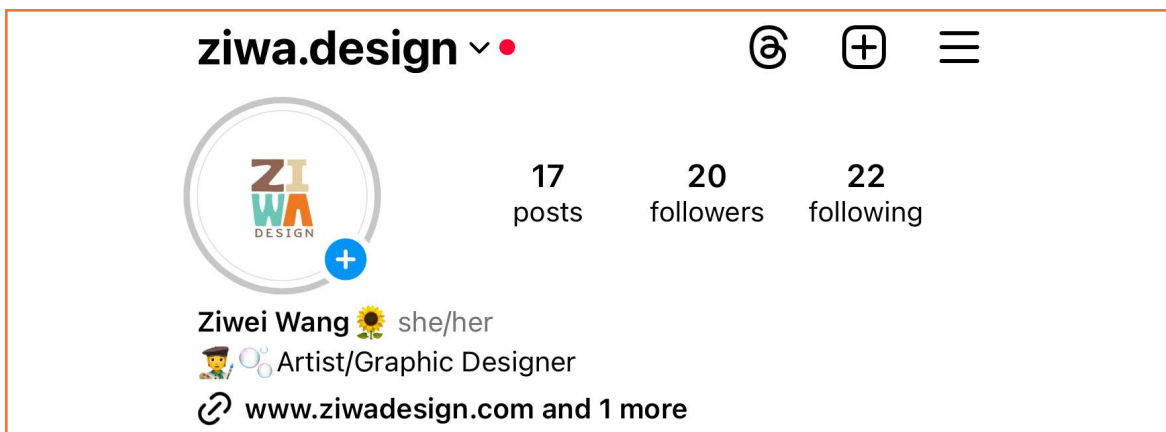 ziwa.design
ZI
WA
DESIGN
17 20 22
posts followers following
Ziwei Wang🌻 she/her
👨‍🎨🫧Artist/Graphic Designer
www.ziwadesign.com and 1 more